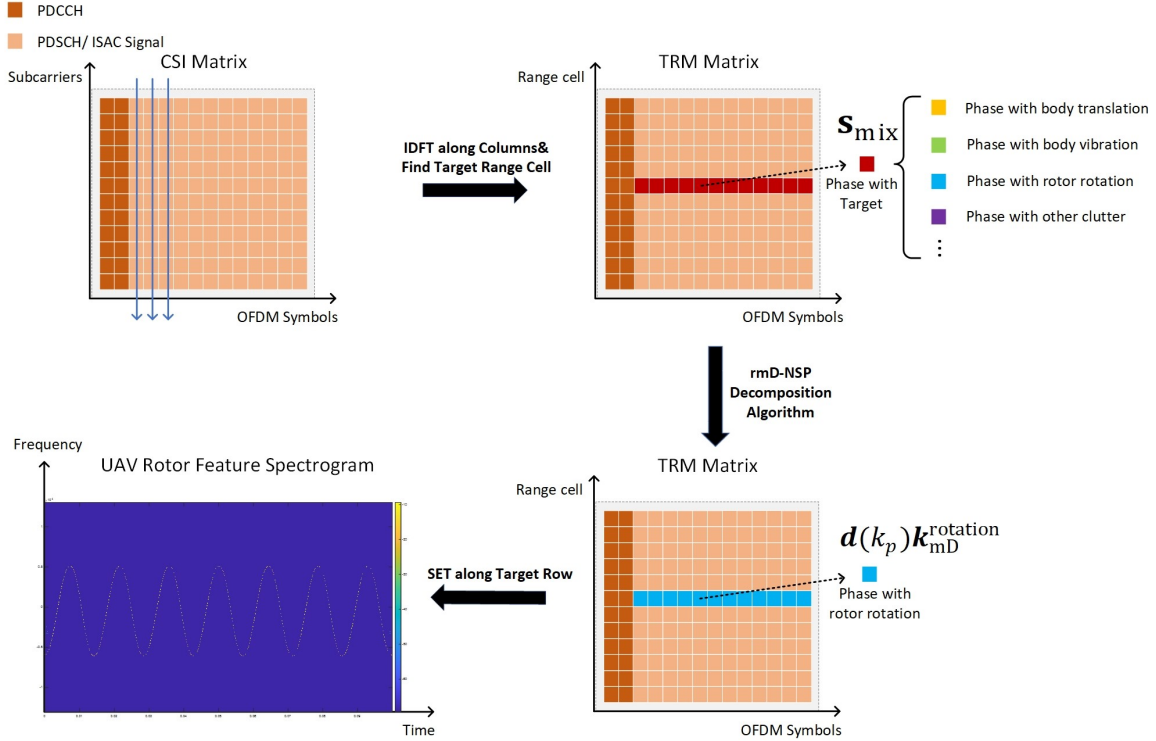 PDCCH
PDSCH/ ISAC Signal
CSI Matrix
Subcarriers
OFDM Symbols
IDFT along Columns&
Find Target Range Cell
TRM Matrix
Range cell
OFDM Symbols
s_mix
Phase with
Target
Phase with body translation
Phase with body vibration
Phase with rotor rotation
Phase with other clutter
⋮
rmD-NSP
Decomposition
Algorithm
TRM Matrix
Range cell
OFDM Symbols
d(k_p)k_mD^rotation
Phase with
rotor rotation
SET along Target Row
Frequency
UAV Rotor Feature Spectrogram
Time